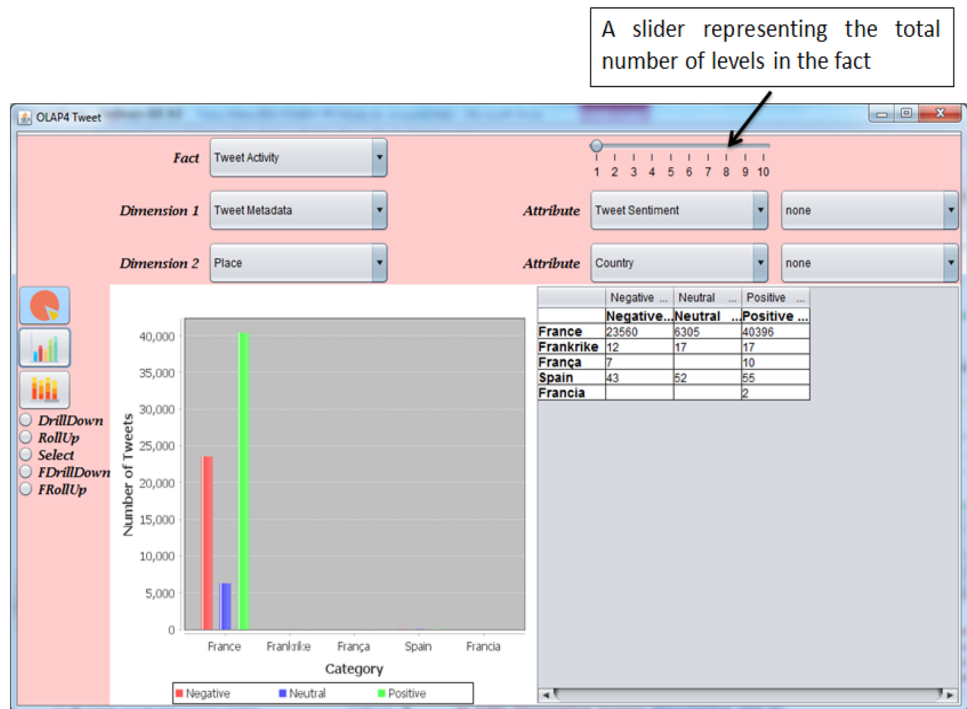 A slider representing the total
number of levels in the fact
OLAP4 Tweet
Fact
Tweet Activity
1 2 3 4 5 6 7 8 9 10
Dimension 1
Tweet Metadata
Attribute
Tweet Sentiment
none
Dimension 2
Place
Attribute
Country
none
DrillDown
RollUp
Select
FDrillDown
FRollUp
Number of Tweets
40,000
35,000
30,000
25,000
20,000
15,000
10,000
5,000
0
France Frankrike França Spain Francia
Category
Negative Neutral Positive
Negative ... Neutral ... Positive ...
Negative... Neutral ... Positive ...
France 23560 6305 40396
Frankrike 12 17 17
França 7 10
Spain 43 52 55
Francia 2